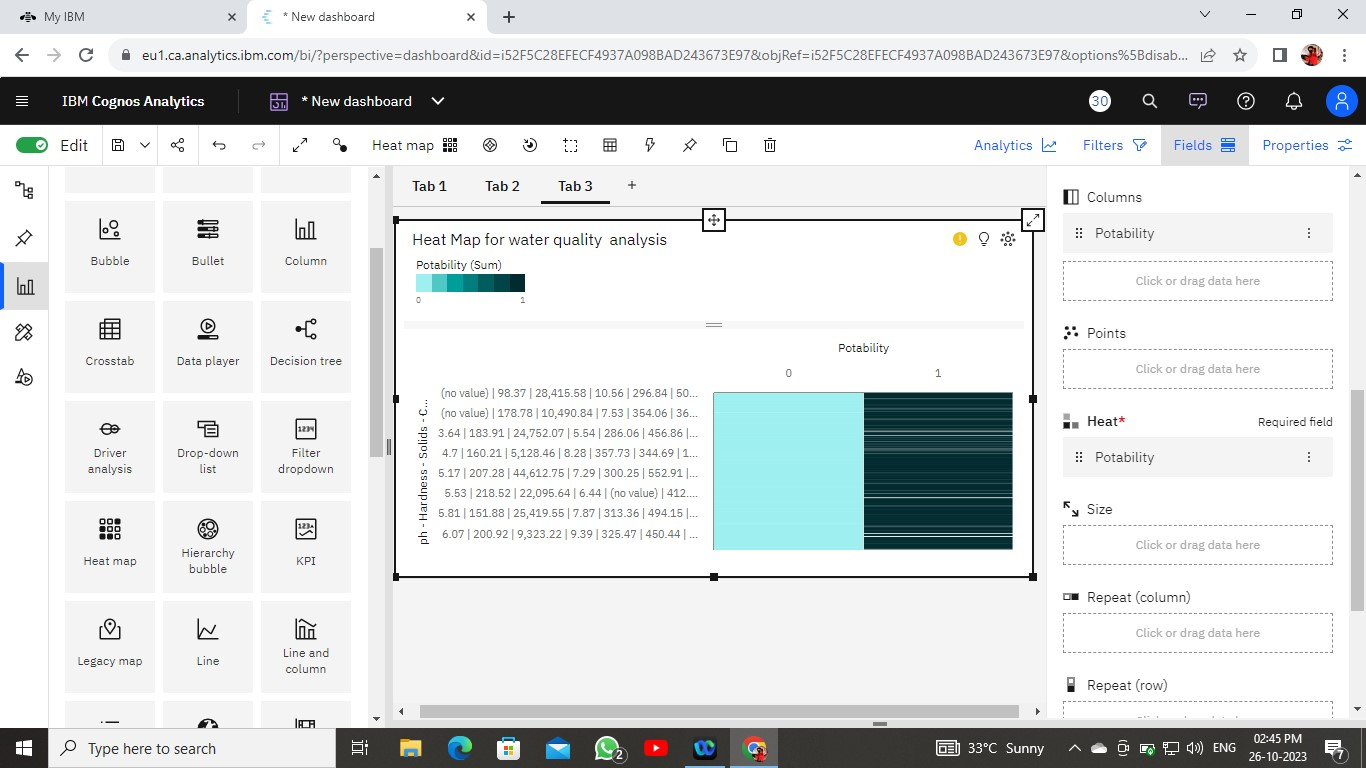 My IBM
* New dashboard
eu1.ca.analytics.ibm.com/bi/?perspective=dashboard&id=i52F5C28EFECF4937A098BAD243673E97&objRef=i52F5C28EFECF4937A098BAD243673E97&options%5Bdisab...
IBM Cognos Analytics
* New dashboard
30
Edit
Heat map
Analytics
Filters
Fields
Properties
Bubble
Bullet
Column
Crosstab
Data player
Decision tree
Driver analysis
Drop-down list
Filter dropdown
Heat map
Hierarchy bubble
KPI
Legacy map
Line
Line and column
Tab 1
Tab 2
Tab 3
Heat Map for water quality analysis
Potability (Sum)
0
1
Potability
0
1
ph - Hardness - Solids - C...
(no value) | 98.37 | 28,415.58 | 10.56 | 296.84 | 50...
(no value) | 178.78 | 10,490.84 | 7.53 | 354.06 | 36...
3.64 | 183.91 | 24,752.07 | 5.54 | 286.06 | 456.86 |...
4.7 | 160.21 | 5,128.46 | 8.28 | 357.73 | 344.69 | 1...
5.17 | 207.28 | 44,612.75 | 7.29 | 300.25 | 552.91 |...
5.53 | 218.52 | 22,095.64 | 6.44 | (no value) | 412....
5.81 | 151.88 | 25,419.55 | 7.87 | 313.36 | 494.15 |...
6.07 | 200.92 | 9,323.22 | 9.39 | 325.47 | 450.44 | ...
Columns
Potability
Click or drag data here
Points
Click or drag data here
Heat*
Required field
Potability
Size
Click or drag data here
Repeat (column)
Click or drag data here
Repeat (row)
Type here to search
2
33°C Sunny
ENG
02:45 PM
26-10-2023
7